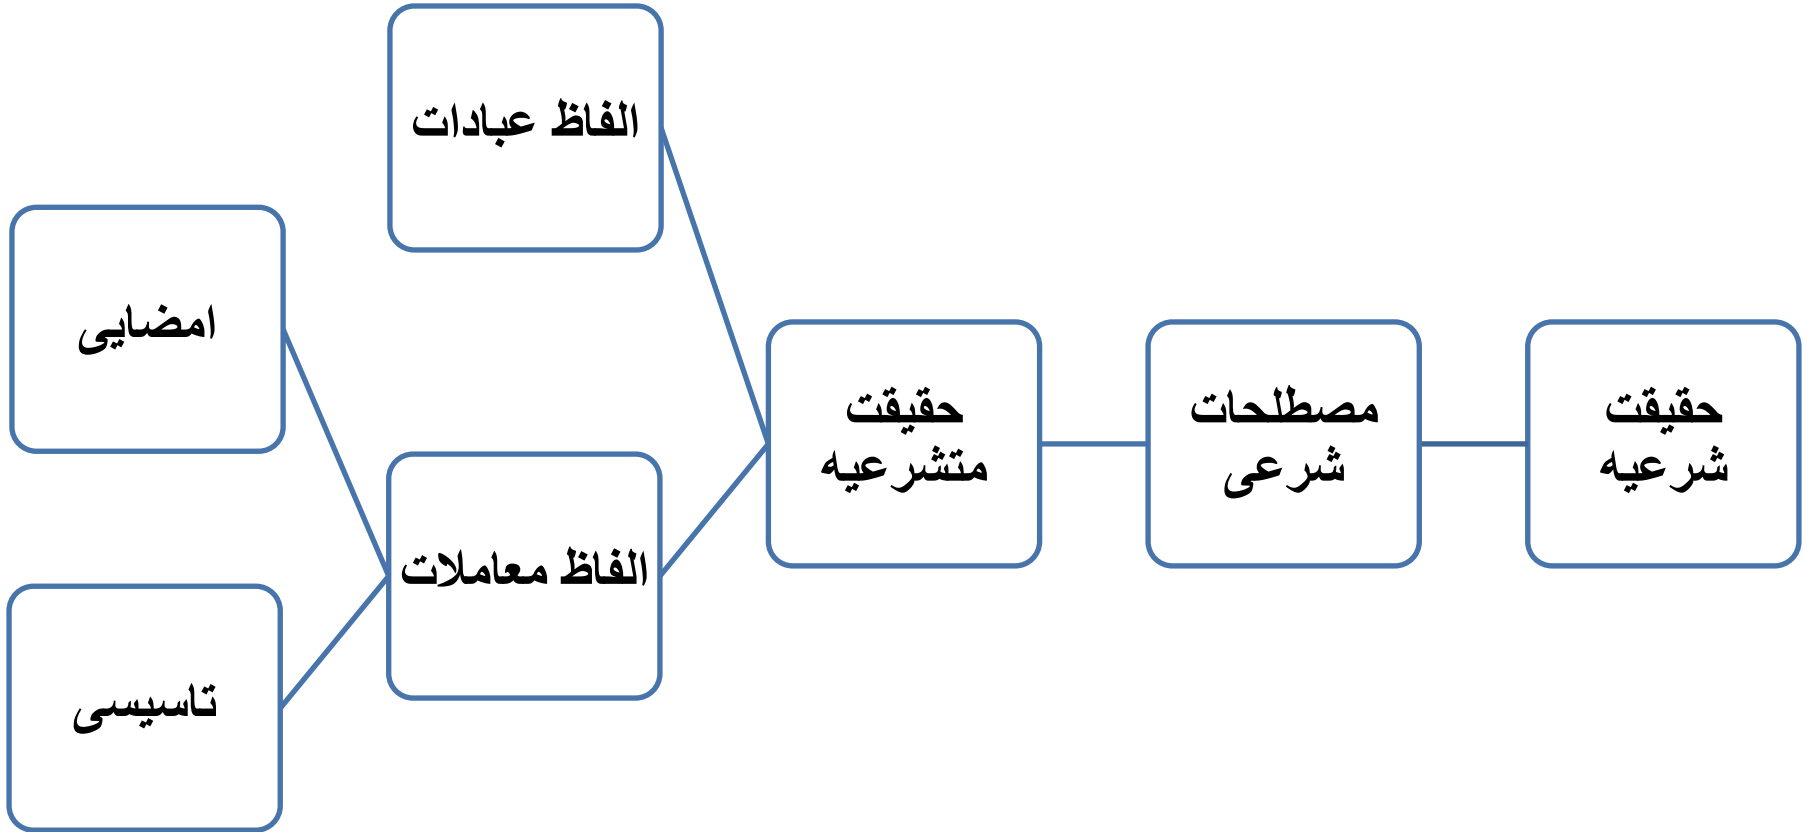 حقیقت
شرعیه
مصطلحات
شرعی
حقیقت
متشرعیه
الفاظ عبادات
الفاظ معاملات
امضایی
تاسیسی